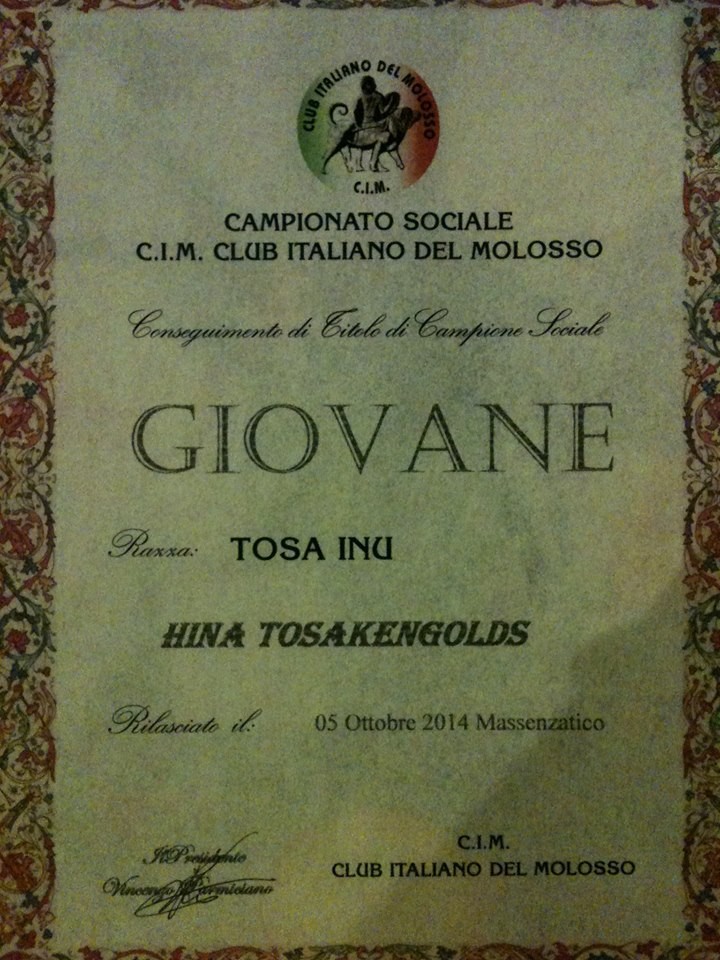 CLUB ITALIANO DEL MOLOSSO
C.I.M.
CAMPIONATO SOCIALE
C.I.M. CLUB ITALIANO DEL MOLOSSO
Conseguimento di Titolo di Campione Sociale
GIOVANE
Razza: TOSA INU
HINA TOSAKENGOLDS
Rilasciato il: 05 Ottobre 2014 Massenzatico
Il Presidente
Vincenzo
C.I.M.
CLUB ITALIANO DEL MOLOSSO